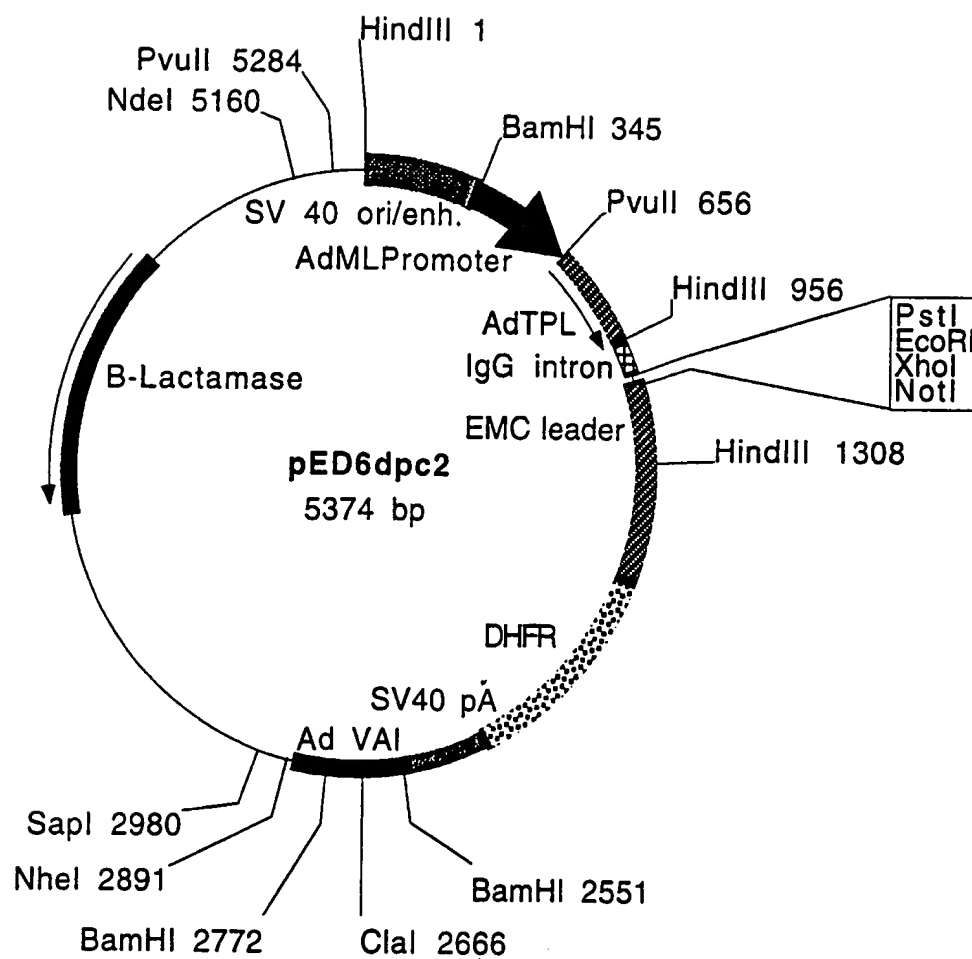 HindIII 1
PvuII 5284
NdeI 5160
BamHI 345
SV 40 ori/enh.
PvuII 656
AdMLPromoter
HindIII 956
AdTPL
IgG intron
PstI
EcoRI
XhoI
NotI
B-Lactamase
EMC leader
HindIII 1308
pED6dpc2
5374 bp
DHFR
SV40 pA
Ad VAI
SapI 2980
NheI 2891
BamHI 2551
BamHI 2772
ClaI 2666